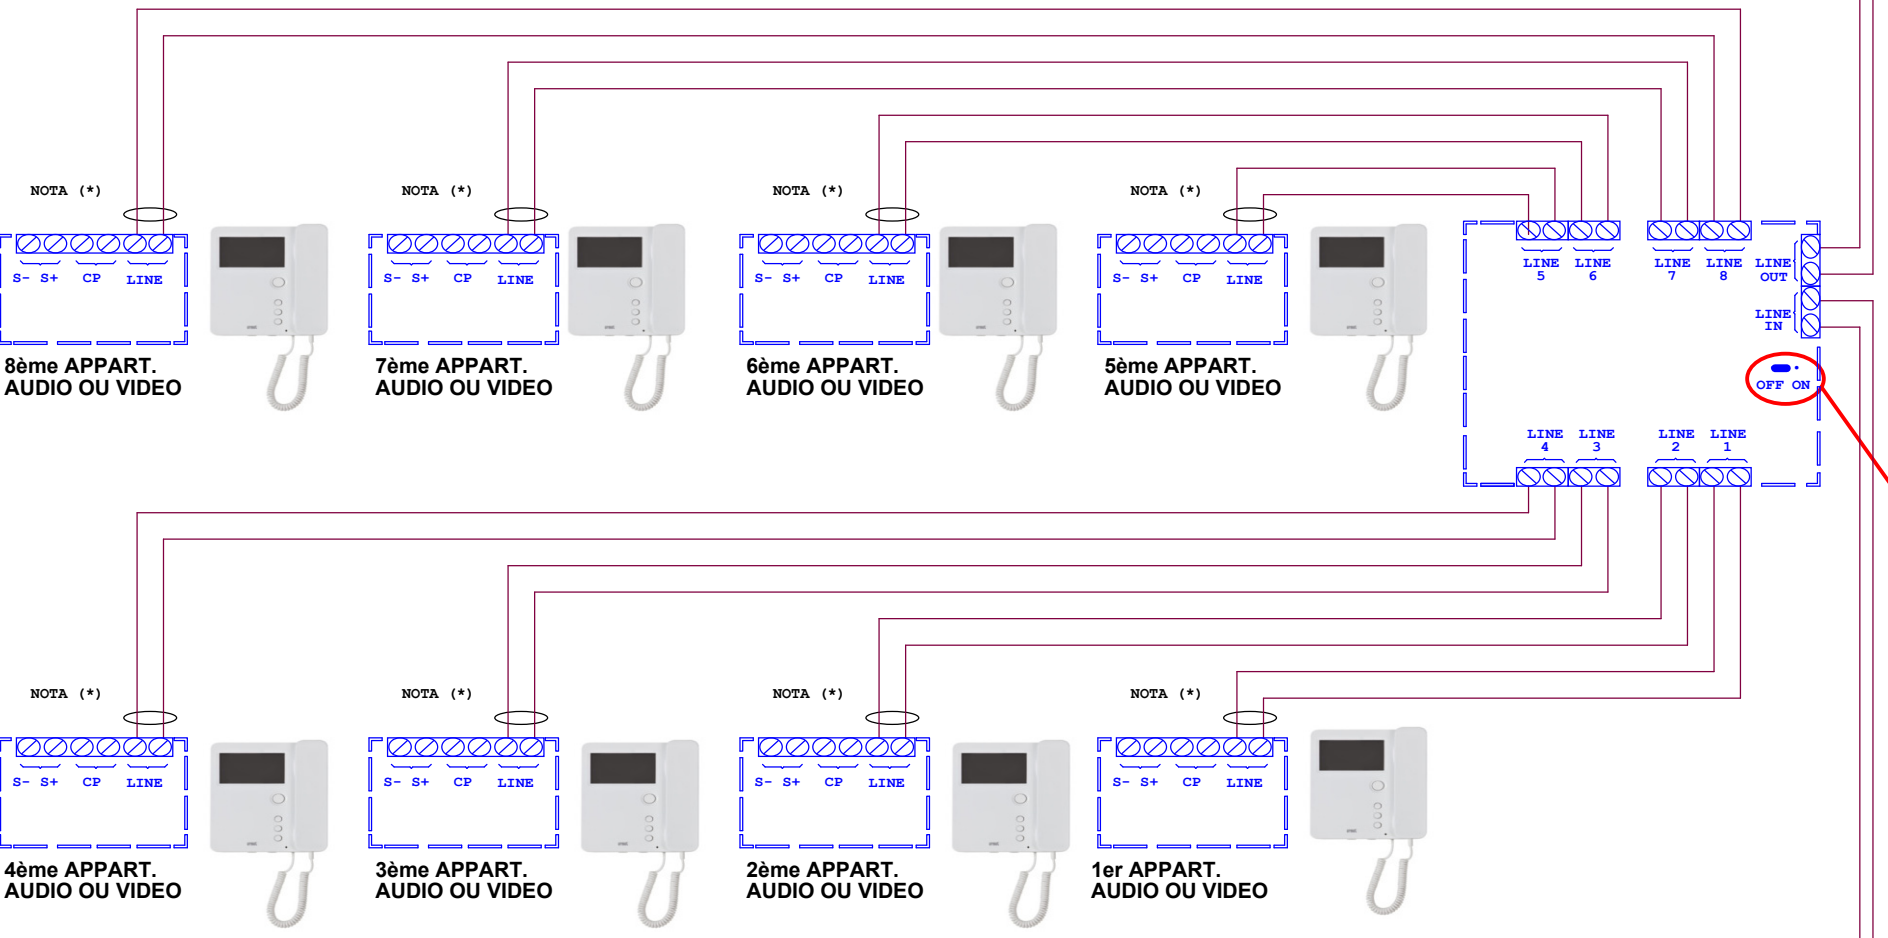 NOTA (*) NOTA (*) NOTA (*) NOTA (*)
S- S+ CP LINE
S- S+ CP LINE
S- S+ CP LINE
S- S+ CP LINE
LINE 5
LINE 6
LINE 7
LINE 8
LINE OUT
LINE IN
OFF ON
8ème APPART.
AUDIO OU VIDEO
7ème APPART.
AUDIO OU VIDEO
6ème APPART.
AUDIO OU VIDEO
5ème APPART.
AUDIO OU VIDEO
LINE 4
LINE 3
LINE 2
LINE 1
NOTA (*) NOTA (*) NOTA (*) NOTA (*)
S- S+ CP LINE
S- S+ CP LINE
S- S+ CP LINE
S- S+ CP LINE
4ème APPART.
AUDIO OU VIDEO
3ème APPART.
AUDIO OU VIDEO
2ème APPART.
AUDIO OU VIDEO
1er APPART.
AUDIO OU VIDEO